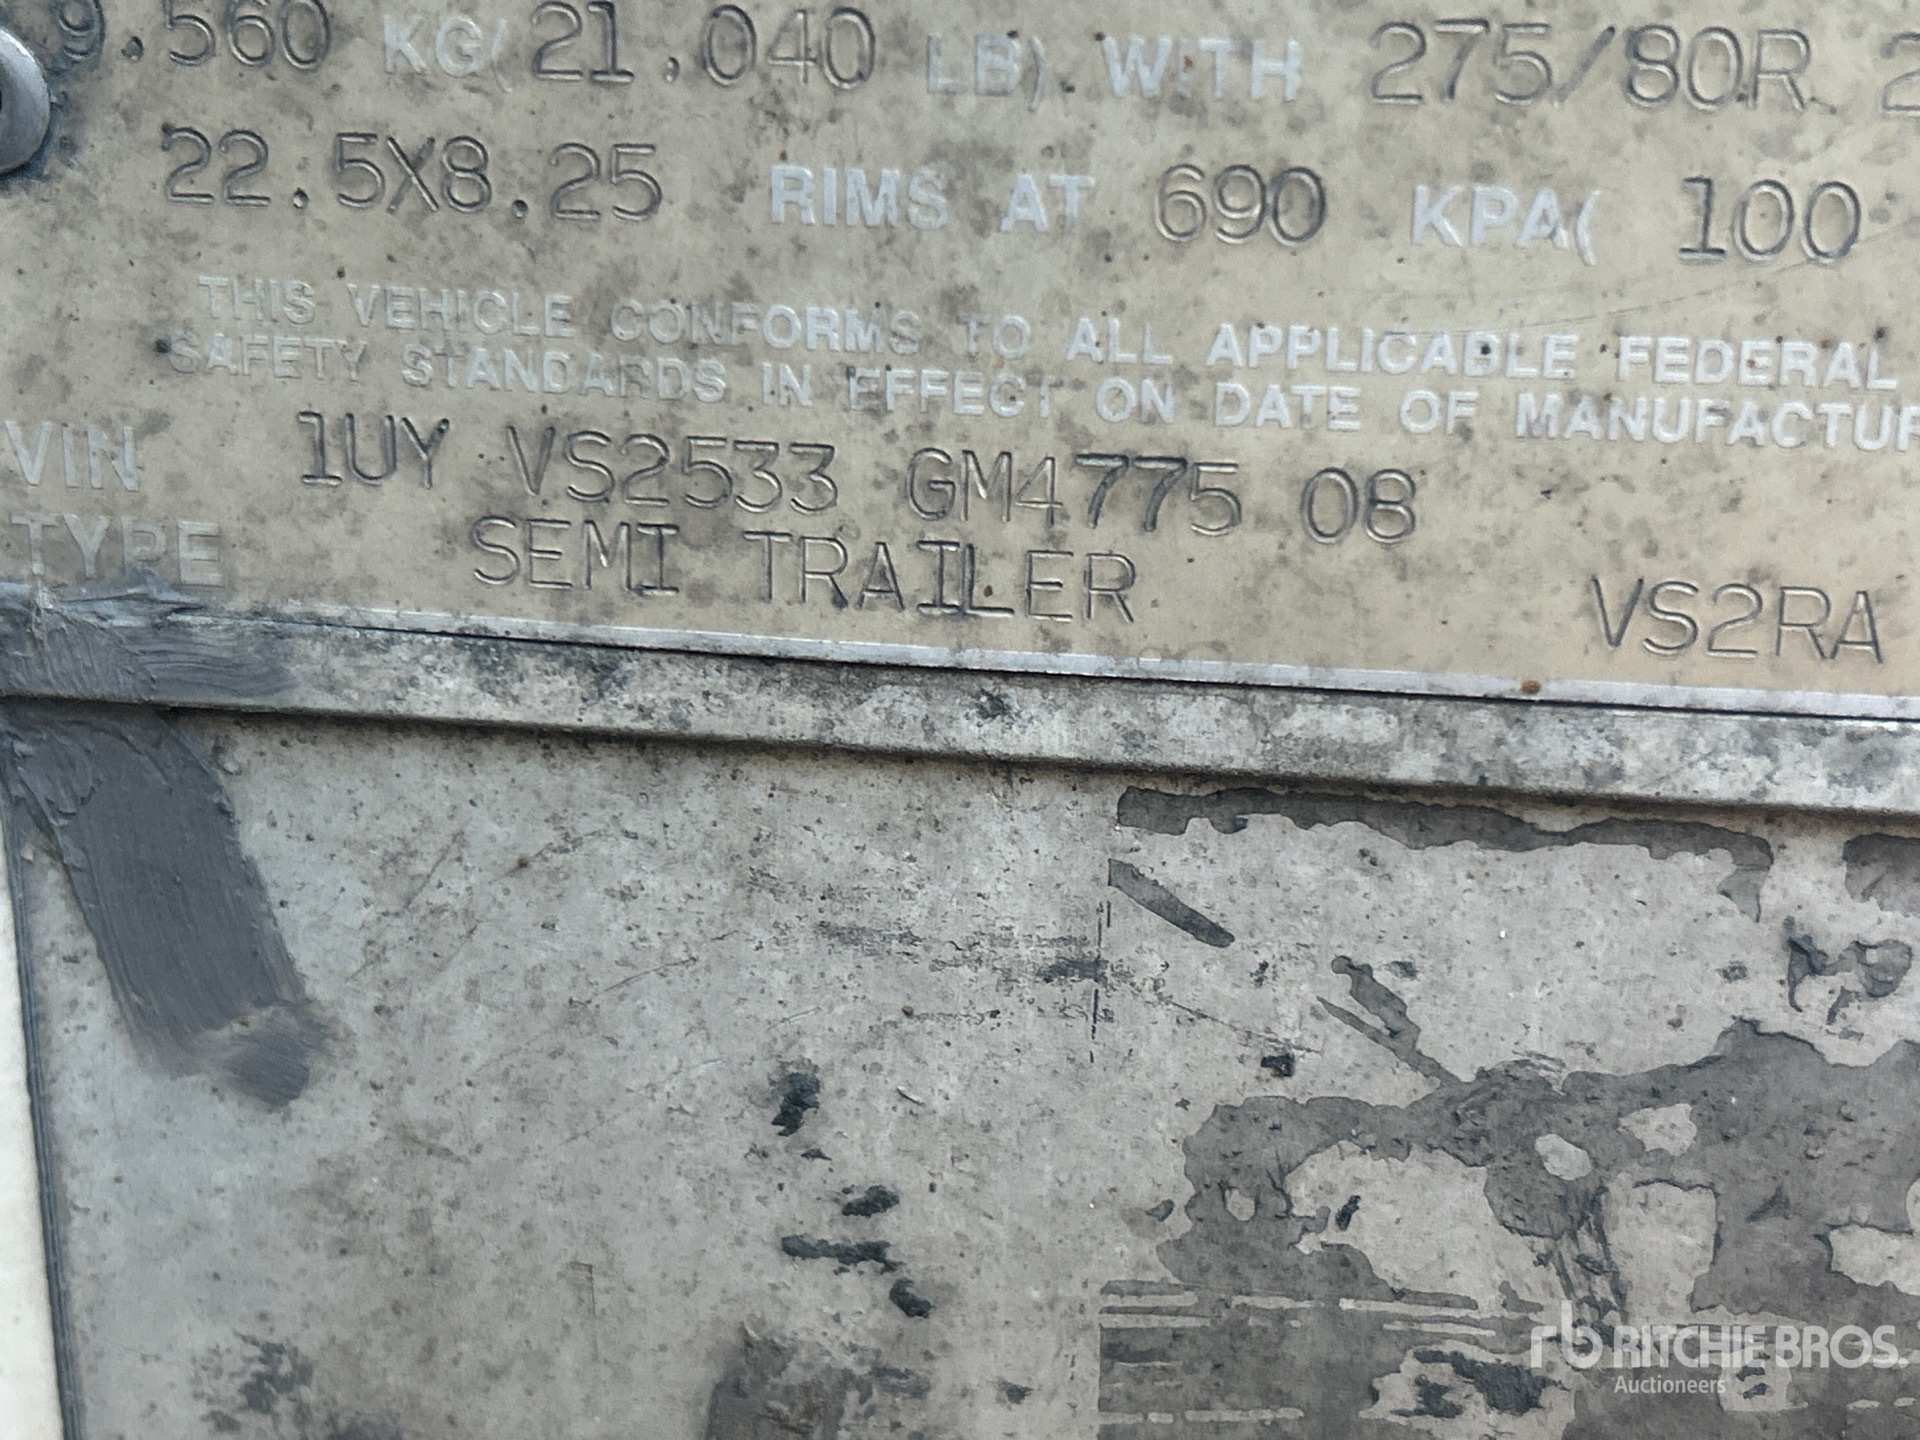 9.560 KG( 21.040 LB). WITH 275/80R 2
22.5X8.25 RIMS AT 690 KPA( 100
THIS VEHICLE CONFORMS TO ALL APPLICABLE FEDERAL
SAFETY STANDARDS IN EFFECT ON DATE OF MANUFACTUR
VIN 1UY VS2533 GM4775 08
TYPE SEMI TRAILER VS2RA
rb RITCHIE BROS.
Auctioneers